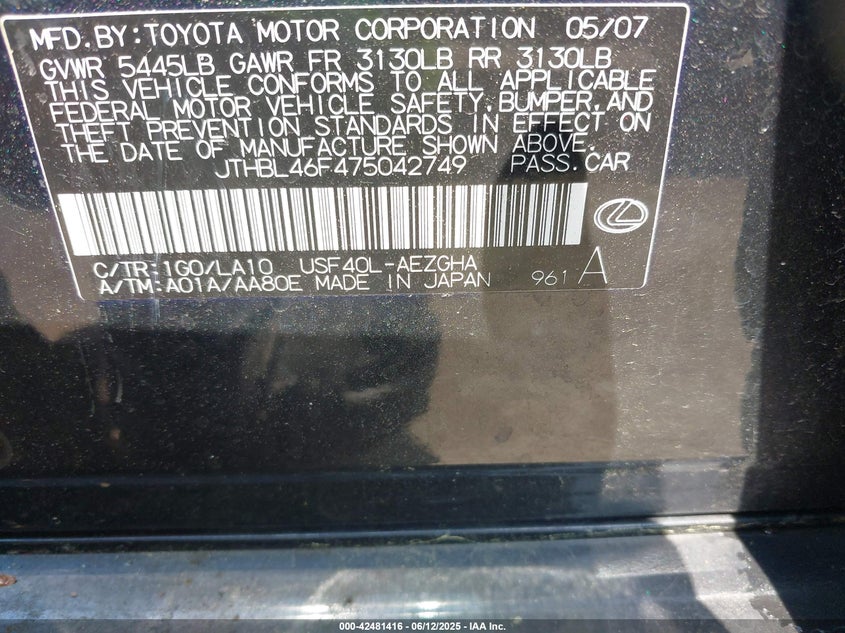 MFD.BY:TOYOTA MOTOR CORPORATION 05/07
GVWR 5445LB GAWR FR 3130LB RR 3130LB
THIS VEHICLE CONFORMS TO ALL APPLICABLE
FEDERAL MOTOR VEHICLE SAFETY,BUMPER,AND
THEFT PREVENTION STANDARDS IN EFFECT ON
THE DATE OF MANUFACTURE SHOWN ABOVE.
JTHBL46F475042749 PASS.CAR
C/TR:1G0/LA10 USF40L-AEZGHA
A/TM:A01A/AA80E MADE IN JAPAN 961 A
000-42481416 - 06/12/2025 - IAA Inc.